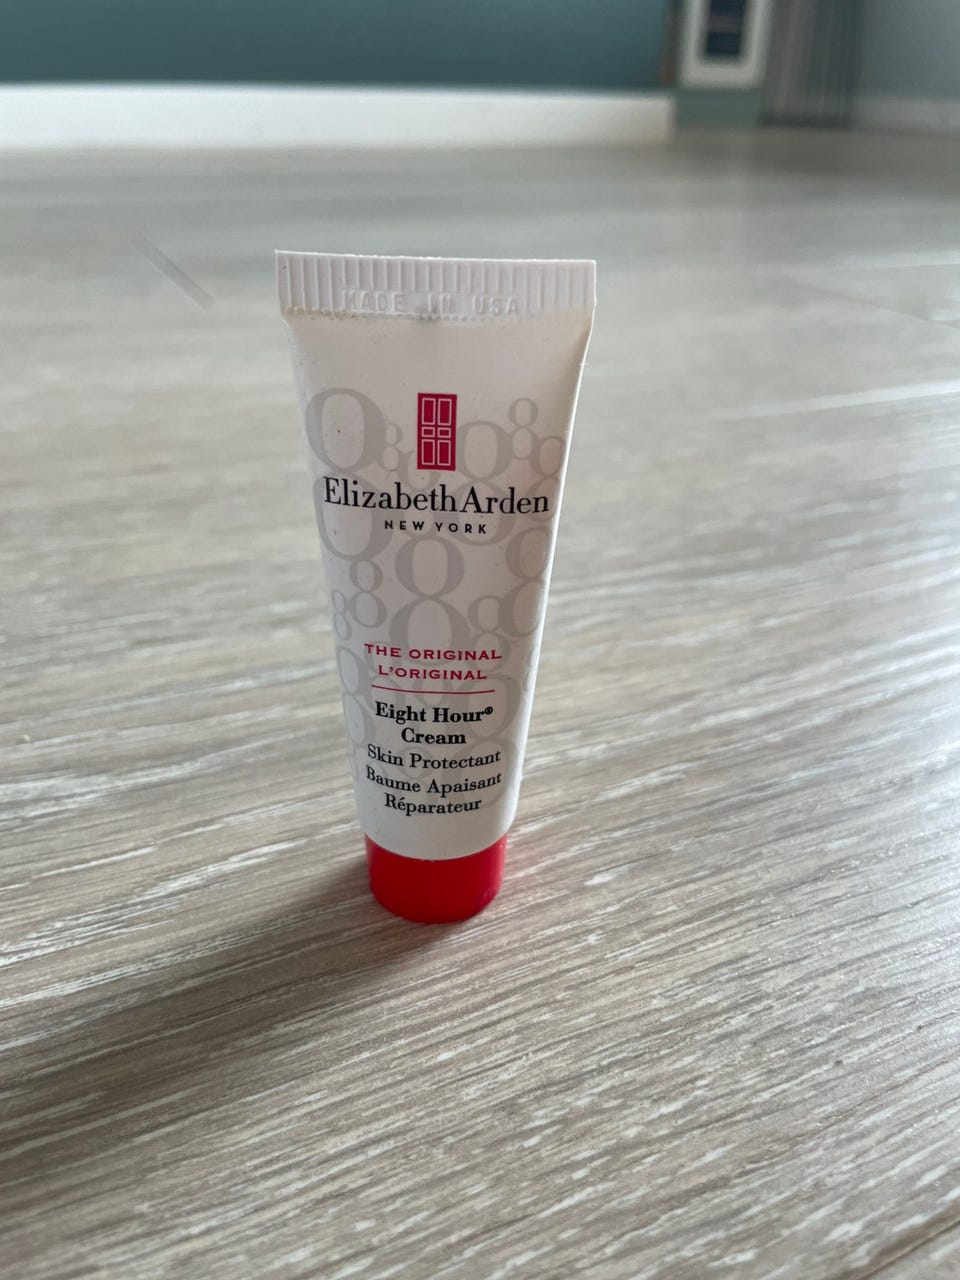 MADE IN USA
ElizabethArden
NEW YORK
THE ORIGINAL
L'ORIGINAL
Eight Hour®
Cream
Skin Protectant
Baume Apaisant
Réparateur